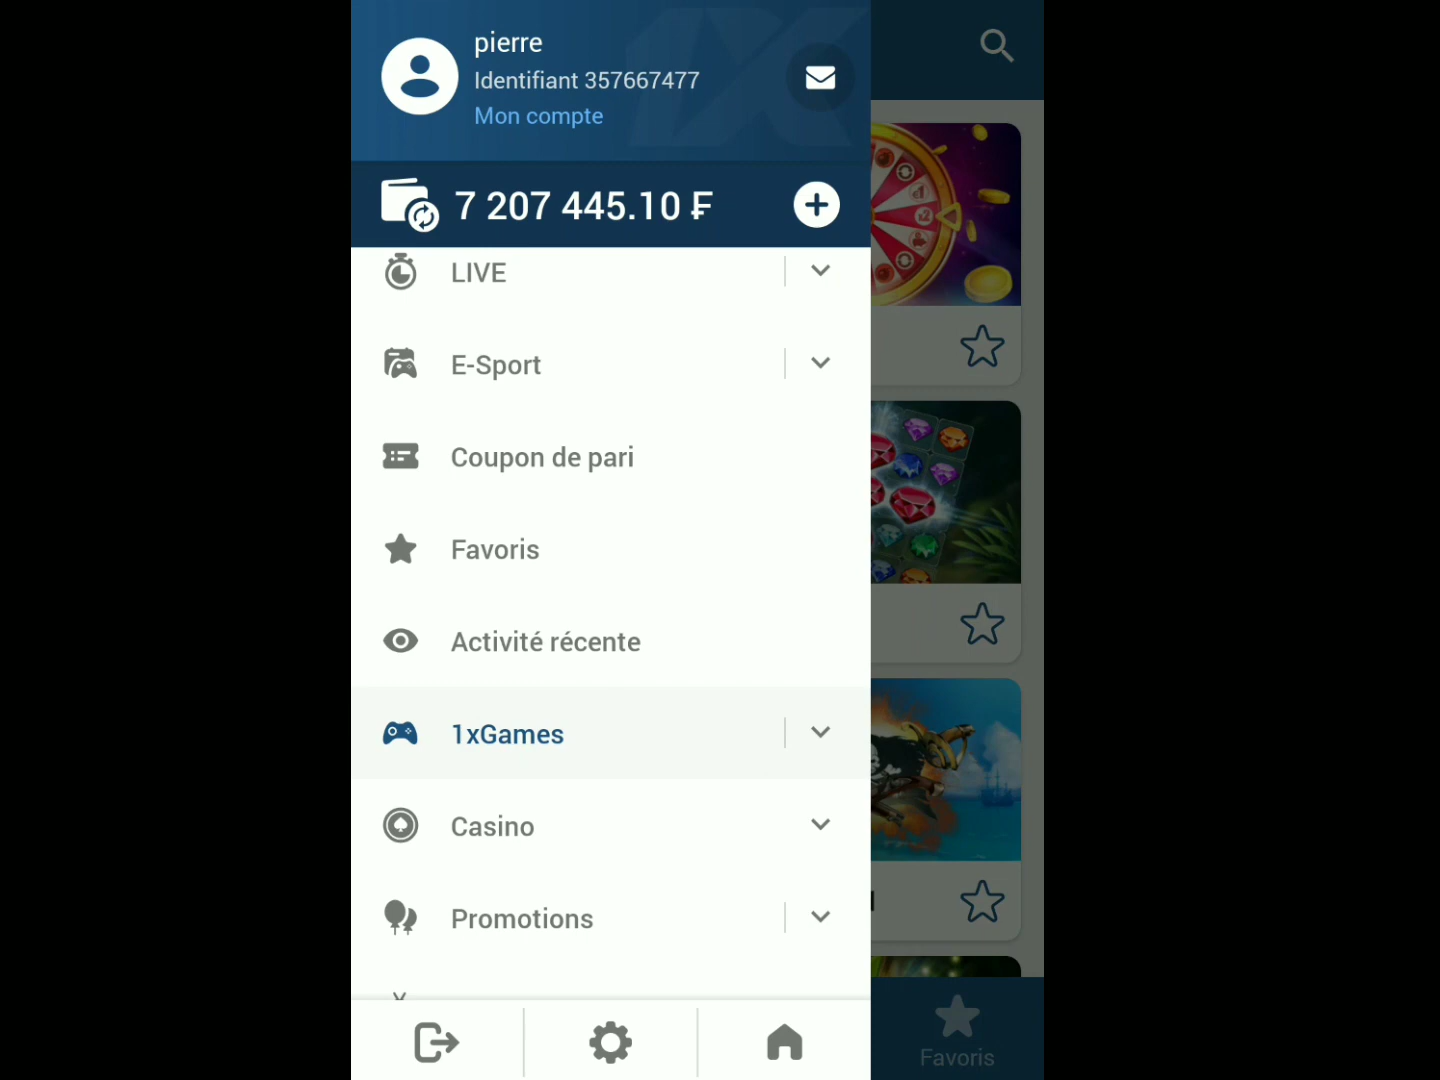 pierre
Identifiant 357667477
Mon compte
7 207 445.10 ₣
LIVE
E-Sport
Coupon de pari
Favoris
Activité récente
1xGames
Casino
Promotions
Favoris